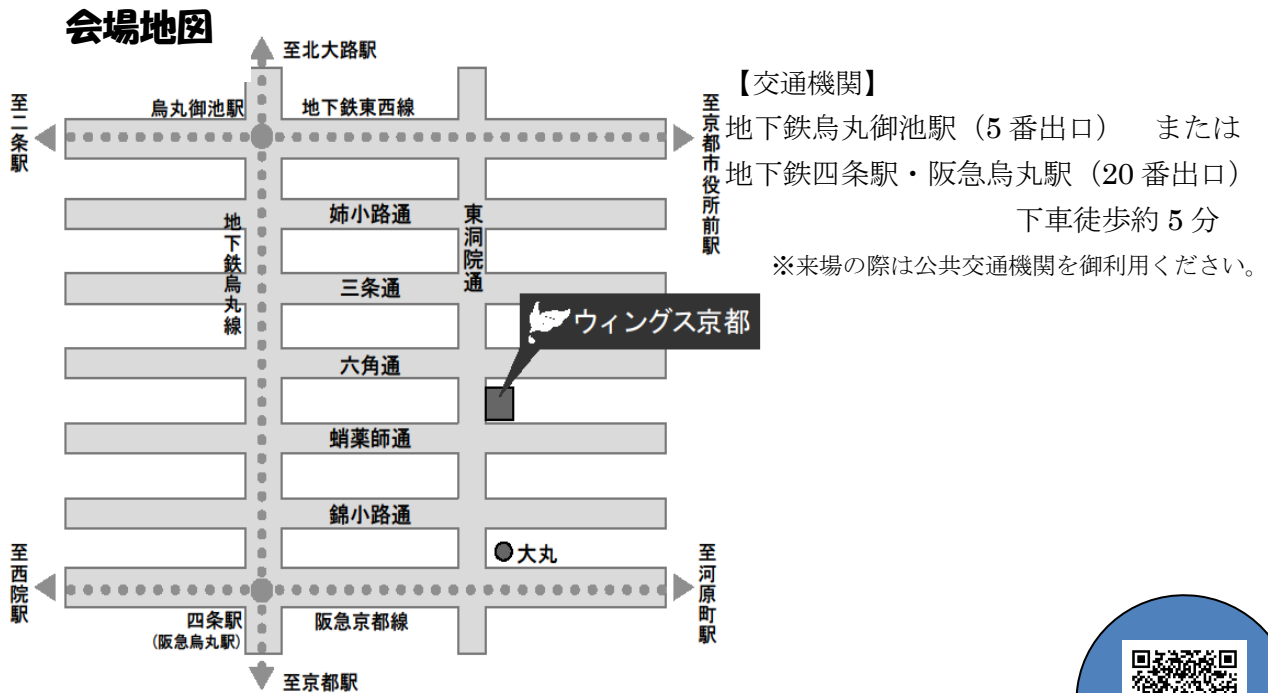 会場地図
至北大路駅
烏丸御池駅
地下鉄東西線
至二条駅
至京都市役所前駅
【交通機関】
地下鉄烏丸御池駅（5番出口）　または
地下鉄四条駅・阪急烏丸駅（20番出口）
下車徒歩約5分
※来場の際は公共交通機関を御利用ください。
地下鉄烏丸線
姉小路通
東洞院通
三条通
ウィングス京都
六角通
蛸薬師通
錦小路通
大丸
至西院駅
至河原町駅
四条駅
(阪急烏丸駅)
阪急京都線
至京都駅